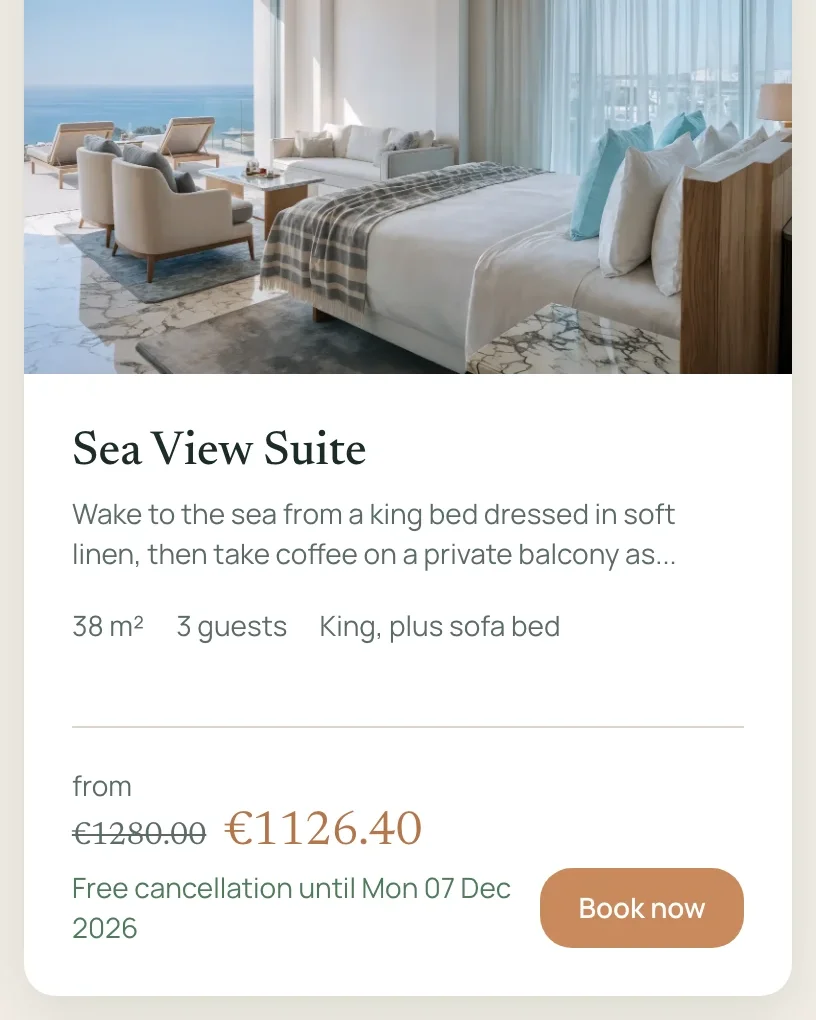 Sea View Suite
Wake to the sea from a king bed dressed in soft
linen, then take coffee on a private balcony as...
38 m² 3 guests King, plus sofa bed
from
€1280.00 €1126.40
Free cancellation until Mon 07 Dec
2026
Book now